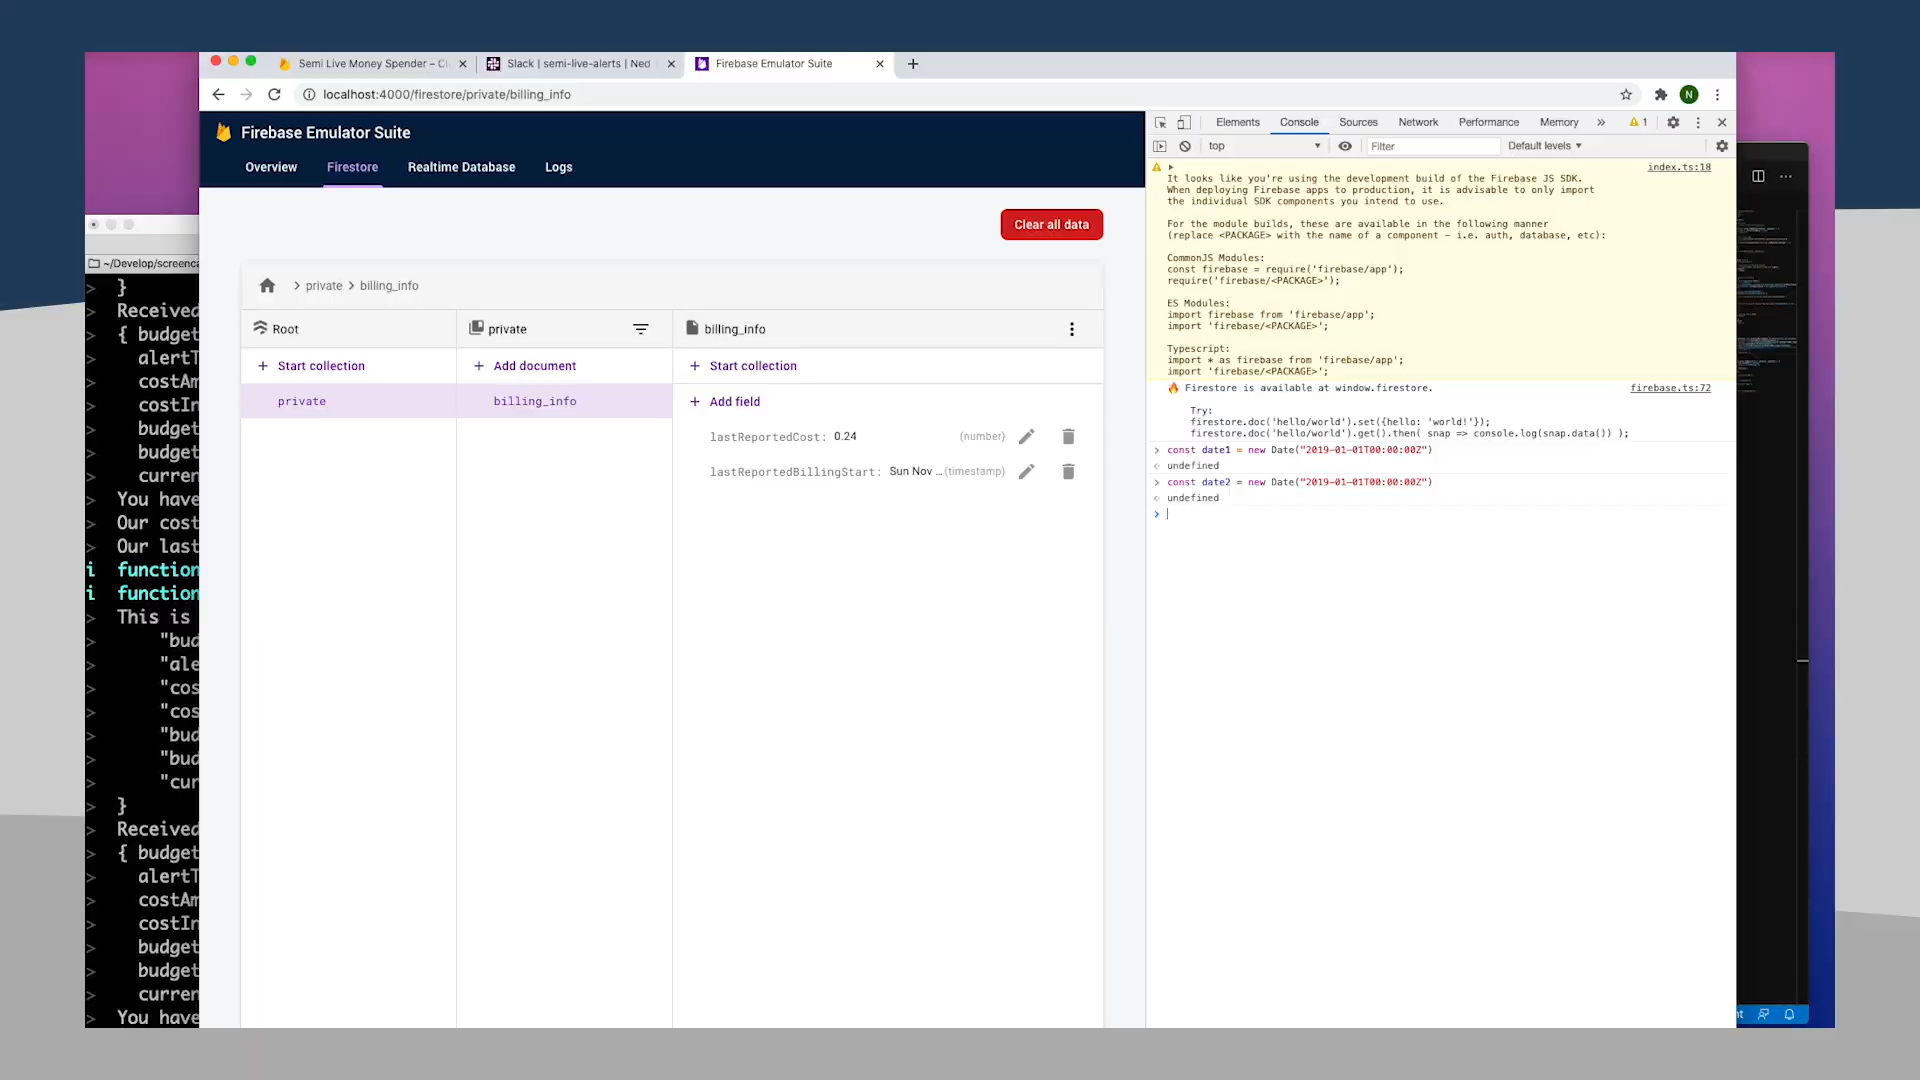 Semi Live Money Spender – Cl
Slack | semi-live-alerts | Ned
Firebase Emulator Suite
localhost:4000/firestore/private/billing_info
N
Firebase Emulator Suite
Overview
Firestore
Realtime Database
Logs
Clear all data
private
billing_info
Root
private
billing_info
Start collection
Add document
Start collection
private
billing_info
Add field
lastReportedCost: 0.24 (number)
lastReportedBillingStart: Sun Nov … (timestamp)
Elements
Console
Sources
Network
Performance
Memory
1
top
Filter
Default levels
index.ts:18
It looks like you're using the development build of the Firebase JS SDK.
When deploying Firebase apps to production, it is advisable to only import
the individual SDK components you intend to use.
For the module builds, these are available in the following manner
(replace <PACKAGE> with the name of a component – i.e. auth, database, etc):
CommonJS Modules:
const firebase = require('firebase/app');
require('firebase/<PACKAGE>');
ES Modules:
import firebase from 'firebase/app';
import 'firebase/<PACKAGE>';
Typescript:
import * as firebase from 'firebase/app';
import 'firebase/<PACKAGE>';
Firestore is available at window.firestore.
firebase.ts:72
Try:
firestore.doc('hello/world').set({hello: 'world!'});
firestore.doc('hello/world').get().then( snap => console.log(snap.data()) );
> const date1 = new Date("2019-01-01T00:00:00Z")
undefined
> const date2 = new Date("2019-01-01T00:00:00Z")
undefined
>
~/Develop/screenca
> }
> Received
> { budget
> alertT
> costAm
> costIn
> budget
> budget
> curren
> You have
> Our cost
> Our last
i function
i function
> This is
> "bud
> "ale
> "cos
> "cos
> "bud
> "bud
> "cur
> }
> Received
> { budget
> alertT
> costAm
> costIn
> budget
> budget
> curren
> You have